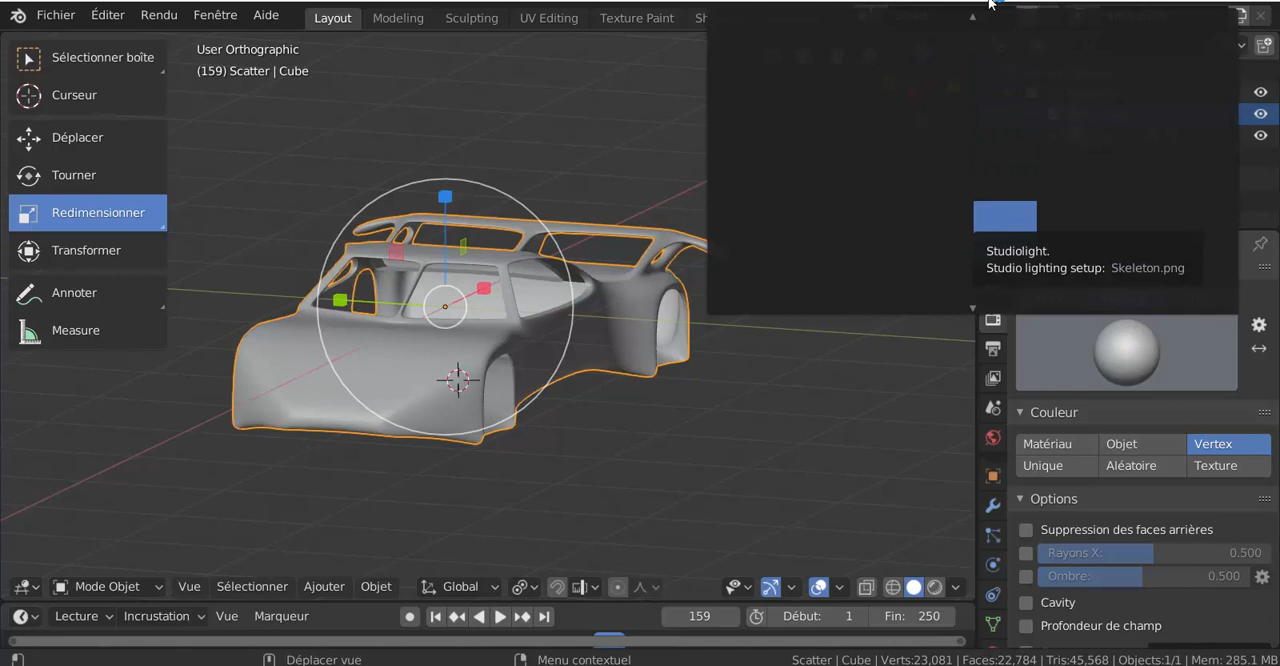 Fichier Éditer Rendu Fenêtre Aide Layout Modeling Sculpting UV Editing Texture Paint Sh
User Orthographic
(159) Scatter | Cube
Sélectionner boîte
Curseur
Déplacer
Tourner
Redimensionner
Transformer
Annoter
Measure
Studiolight.
Studio lighting setup: Skeleton.png
Couleur
Matériau Objet Vertex
Unique Aléatoire Texture
Options
Suppression des faces arrières
Rayons X: 0.500
Ombre: 0.500
Cavity
Profondeur de champ
Mode Objet Vue Sélectionner Ajouter Objet Global
Lecture Incrustation Vue Marqueur 159 Début: 1 Fin: 250
Déplacer vue Menu contextuel Scatter | Cube | Verts:23,081 | Faces:22,784 | Tris:45,568 | Objects:1/1 | Mem: 285.1 MB